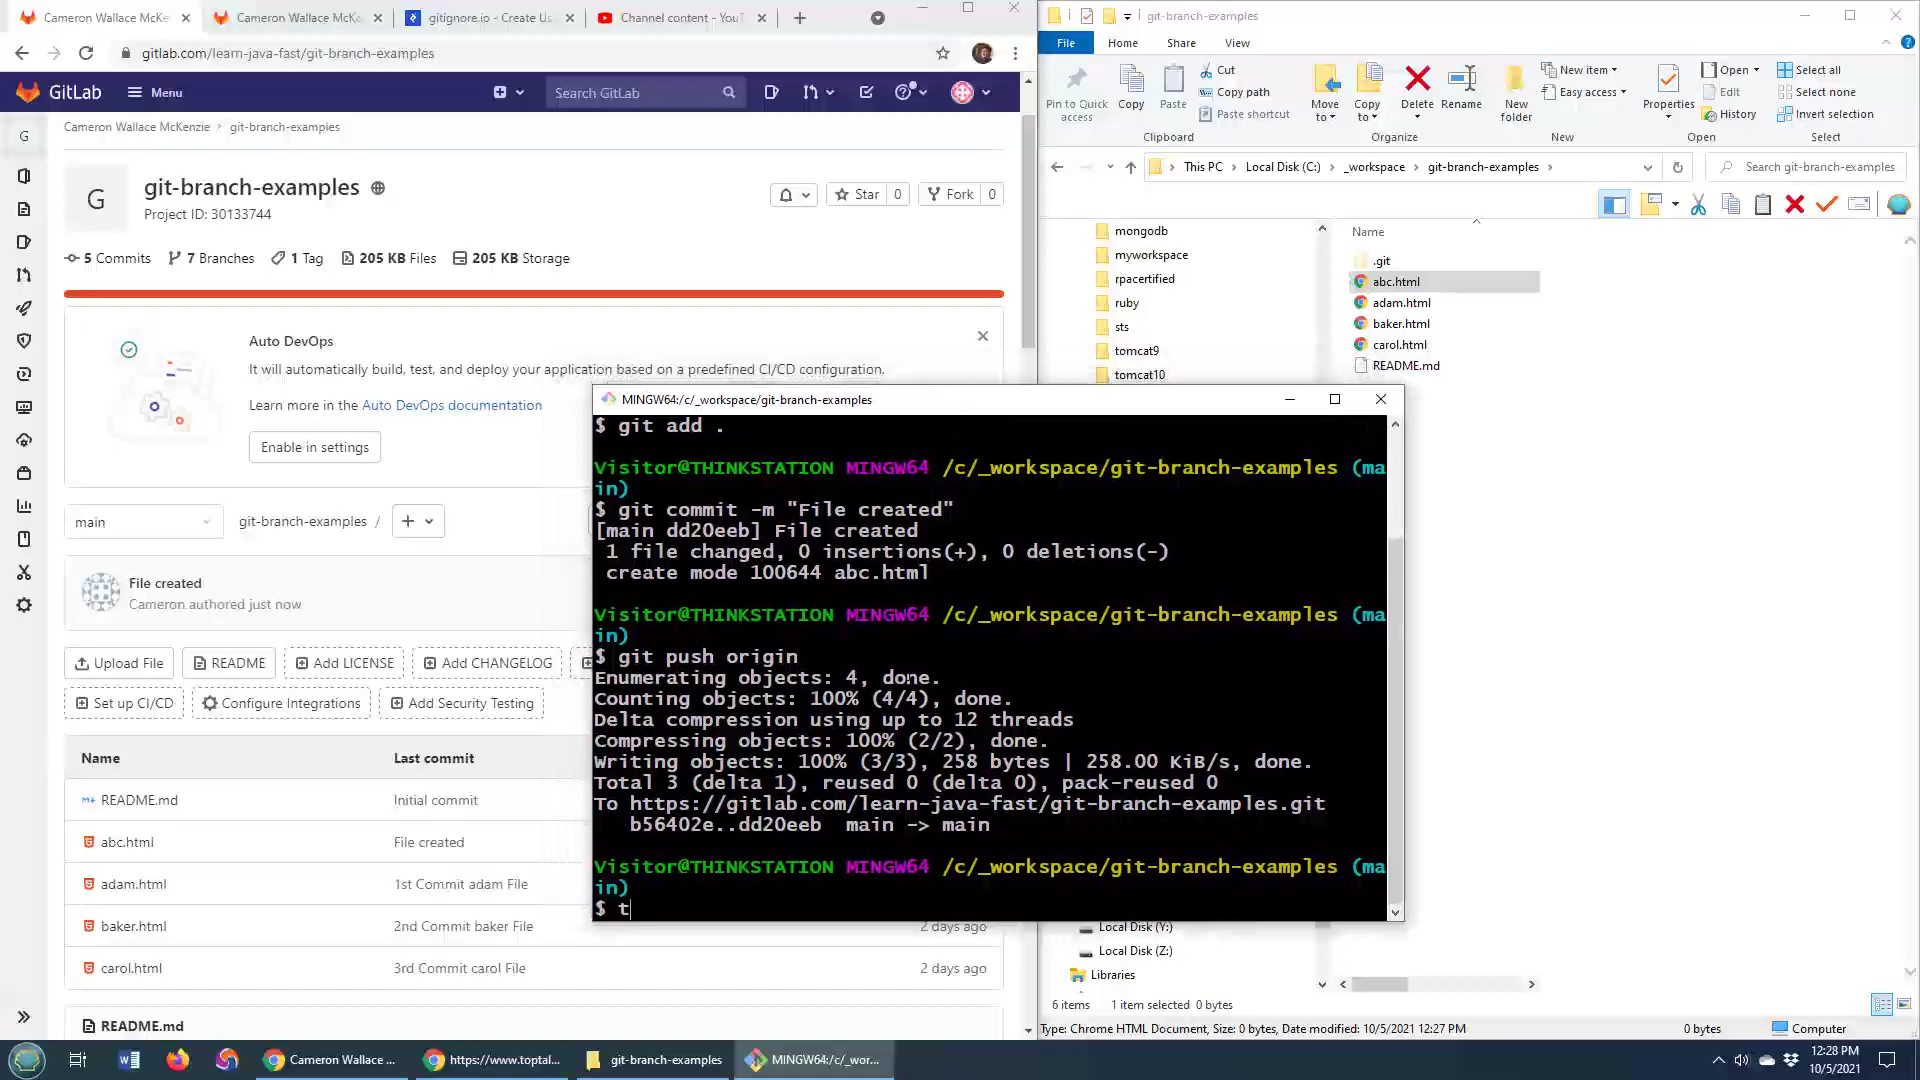 Cameron Wallace McKe
Cameron Wallace McKe
gitignore.io - Create Us
Channel content - YouT
gitlab.com/learn-java-fast/git-branch-examples
GitLab
Menu
Search GitLab
G
Cameron Wallace McKenzie > git-branch-examples
G
git-branch-examples
Project ID: 30133744
Star 0
Fork 0
5 Commits
7 Branches
1 Tag
205 KB Files
205 KB Storage
Auto DevOps
It will automatically build, test, and deploy your application based on a predefined CI/CD configuration.
Learn more in the Auto DevOps documentation
Enable in settings
main
git-branch-examples /
File created
Cameron authored just now
Upload File
README
Add LICENSE
Add CHANGELOG
Set up CI/CD
Configure Integrations
Add Security Testing
Name Last commit
README.md Initial commit
abc.html File created
adam.html 1st Commit adam File
baker.html 2nd Commit baker File 2 days ago
carol.html 3rd Commit carol File 2 days ago
README.md
git-branch-examples
File
Home
Share
View
Pin to Quick access
Copy
Paste
Cut
Copy path
Paste shortcut
Clipboard
Move to
Copy to
Delete
Rename
Organize
New folder
New item
Easy access
New
Properties
Open
Edit
History
Open
Select all
Select none
Invert selection
Select
This PC > Local Disk (C:) > _workspace > git-branch-examples >
Search git-branch-examples
mongodb
myworkspace
rpacertified
ruby
sts
tomcat9
tomcat10
Local Disk (Y:)
Local Disk (Z:)
Libraries
Name
.git
abc.html
adam.html
baker.html
carol.html
README.md
6 items 1 item selected 0 bytes
Type: Chrome HTML Document, Size: 0 bytes, Date modified: 10/5/2021 12:27 PM
0 bytes
Computer
MINGW64:/c/_workspace/git-branch-examples
$ git add .
Visitor@THINKSTATION MINGW64 /c/_workspace/git-branch-examples (ma
in)
$ git commit -m "File created"
[main dd20eeb] File created
1 file changed, 0 insertions(+), 0 deletions(-)
create mode 100644 abc.html
Visitor@THINKSTATION MINGW64 /c/_workspace/git-branch-examples (ma
in)
$ git push origin
Enumerating objects: 4, done.
Counting objects: 100% (4/4), done.
Delta compression using up to 12 threads
Compressing objects: 100% (2/2), done.
Writing objects: 100% (3/3), 258 bytes | 258.00 KiB/s, done.
Total 3 (delta 1), reused 0 (delta 0), pack-reused 0
To https://gitlab.com/learn-java-fast/git-branch-examples.git
b56402e..dd20eeb main -> main
Visitor@THINKSTATION MINGW64 /c/_workspace/git-branch-examples (ma
in)
$ t
Cameron Wallace ...
https://www.toptal...
git-branch-examples
MINGW64:/c/_wor...
12:28 PM
10/5/2021